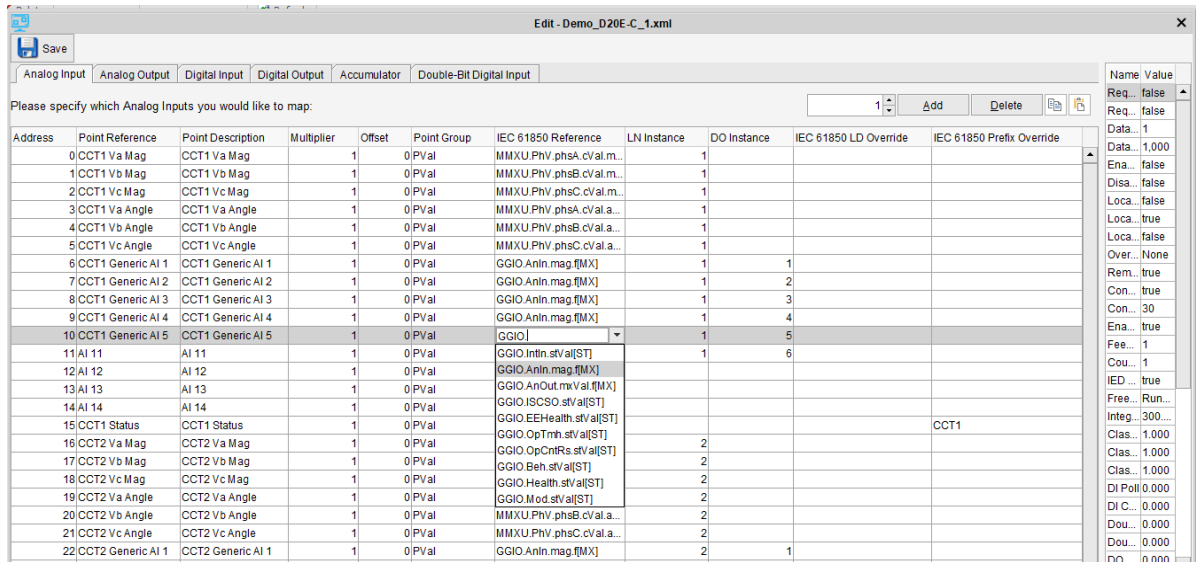 Edit - Demo_D20E-C_1.xml
Save
Analog Input Analog Output Digital Input Digital Output Accumulator Double-Bit Digital Input
Name Value
Please specify which Analog Inputs you would like to map: 1 Add Delete
Req... false
Req... false
Data... 1
Data... 1,000
Ena... false
Disa... false
Loca... false
Loca... true
Loca... false
Over... None
Rem... true
Con... true
Con... 30
Ena... true
Fee... 1
Cou... 1
IED ... true
Free... Run...
Integ... 300....
Clas... 1.000
Clas... 1.000
Clas... 1.000
DI Poll 0.000
DI C... 0.000
Dou... 0.000
Dou... 0.000
DO ... 0.000
Address Point Reference Point Description Multiplier Offset Point Group IEC 61850 Reference LN Instance DO Instance IEC 61850 LD Override IEC 61850 Prefix Override
0 CCT1 Va Mag CCT1 Va Mag 1 0 PVal MMXU.PhV.phsA.cVal.m... 1
1 CCT1 Vb Mag CCT1 Vb Mag 1 0 PVal MMXU.PhV.phsB.cVal.m... 1
2 CCT1 Vc Mag CCT1 Vc Mag 1 0 PVal MMXU.PhV.phsC.cVal.m... 1
3 CCT1 Va Angle CCT1 Va Angle 1 0 PVal MMXU.PhV.phsA.cVal.a... 1
4 CCT1 Vb Angle CCT1 Vb Angle 1 0 PVal MMXU.PhV.phsB.cVal.a... 1
5 CCT1 Vc Angle CCT1 Vc Angle 1 0 PVal MMXU.PhV.phsC.cVal.a... 1
6 CCT1 Generic AI 1 CCT1 Generic AI 1 1 0 PVal GGIO.AnIn.mag.f[MX] 1 1
7 CCT1 Generic AI 2 CCT1 Generic AI 2 1 0 PVal GGIO.AnIn.mag.f[MX] 1 2
8 CCT1 Generic AI 3 CCT1 Generic AI 3 1 0 PVal GGIO.AnIn.mag.f[MX] 1 3
9 CCT1 Generic AI 4 CCT1 Generic AI 4 1 0 PVal GGIO.AnIn.mag.f[MX] 1 4
10 CCT1 Generic AI 5 CCT1 Generic AI 5 1 0 PVal GGIO. 1 5
11 AI 11 AI 11 1 0 PVal 1 6
12 AI 12 AI 12 1 0 PVal
13 AI 13 AI 13 1 0 PVal
14 AI 14 AI 14 1 0 PVal
15 CCT1 Status CCT1 Status 1 0 PVal CCT1
16 CCT2 Va Mag CCT2 Va Mag 1 0 PVal 2
17 CCT2 Vb Mag CCT2 Vb Mag 1 0 PVal 2
18 CCT2 Vc Mag CCT2 Vc Mag 1 0 PVal 2
19 CCT2 Va Angle CCT2 Va Angle 1 0 PVal 2
20 CCT2 Vb Angle CCT2 Vb Angle 1 0 PVal MMXU.PhV.phsB.cVal.a... 2
21 CCT2 Vc Angle CCT2 Vc Angle 1 0 PVal MMXU.PhV.phsC.cVal.a... 2
22 CCT2 Generic AI 1 CCT2 Generic AI 1 1 0 PVal GGIO.AnIn.mag.f[MX] 2 1
GGIO.IntIn.stVal[ST]
GGIO.AnIn.mag.f[MX]
GGIO.AnOut.mxVal.f[MX]
GGIO.ISCSO.stVal[ST]
GGIO.EEHealth.stVal[ST]
GGIO.OpTmh.stVal[ST]
GGIO.OpCntRs.stVal[ST]
GGIO.Beh.stVal[ST]
GGIO.Health.stVal[ST]
GGIO.Mod.stVal[ST]